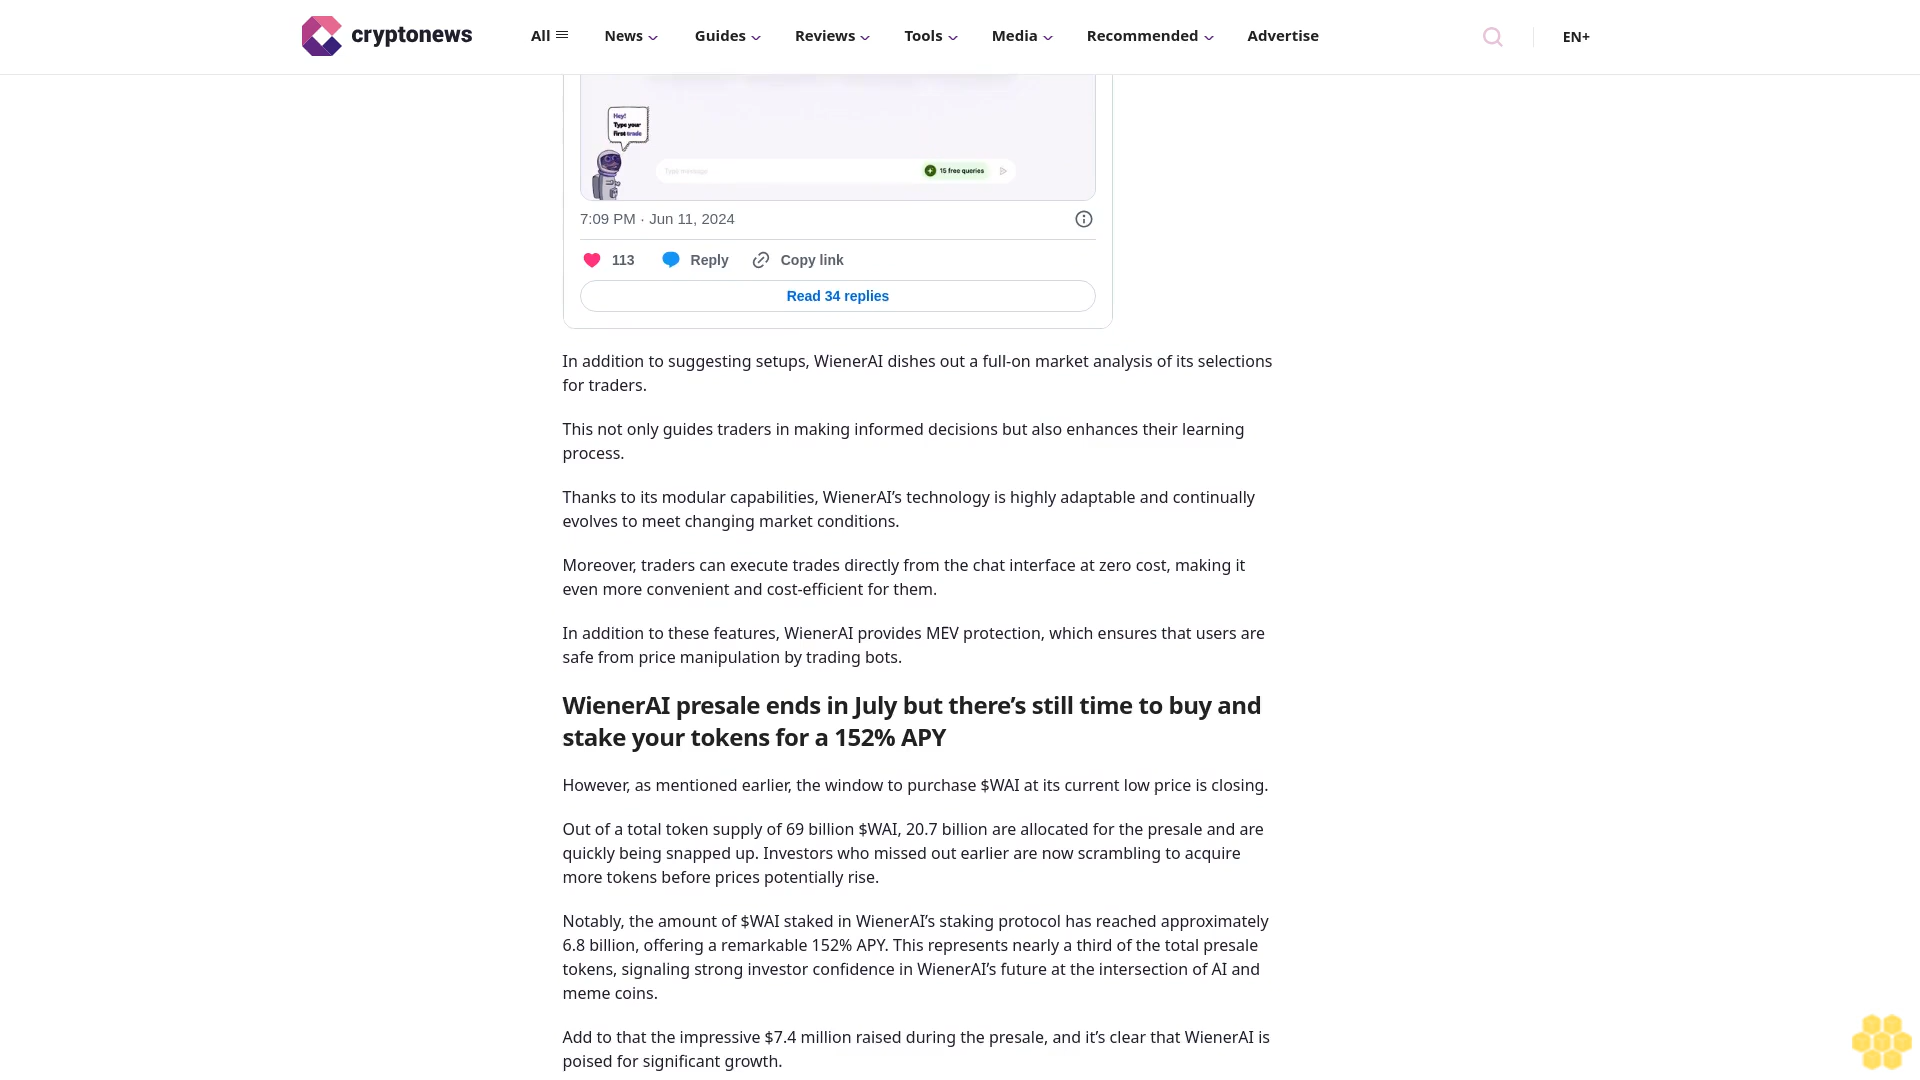 cryptonews
All
News
Guides
Reviews
Tools
Media
Recommended
Advertise
EN+
Hey!
Type your
first trade
Type message
15 free queries
7:09 PM · Jun 11, 2024
113
Reply
Copy link
Read 34 replies
In addition to suggesting setups, WienerAI dishes out a full-on market analysis of its selections
for traders.
This not only guides traders in making informed decisions but also enhances their learning
process.
Thanks to its modular capabilities, WienerAI’s technology is highly adaptable and continually
evolves to meet changing market conditions.
Moreover, traders can execute trades directly from the chat interface at zero cost, making it
even more convenient and cost-efficient for them.
In addition to these features, WienerAI provides MEV protection, which ensures that users are
safe from price manipulation by trading bots.
WienerAI presale ends in July but there’s still time to buy and
stake your tokens for a 152% APY
However, as mentioned earlier, the window to purchase $WAI at its current low price is closing.
Out of a total token supply of 69 billion $WAI, 20.7 billion are allocated for the presale and are
quickly being snapped up. Investors who missed out earlier are now scrambling to acquire
more tokens before prices potentially rise.
Notably, the amount of $WAI staked in WienerAI’s staking protocol has reached approximately
6.8 billion, offering a remarkable 152% APY. This represents nearly a third of the total presale
tokens, signaling strong investor confidence in WienerAI’s future at the intersection of AI and
meme coins.
Add to that the impressive $7.4 million raised during the presale, and it’s clear that WienerAI is
poised for significant growth.